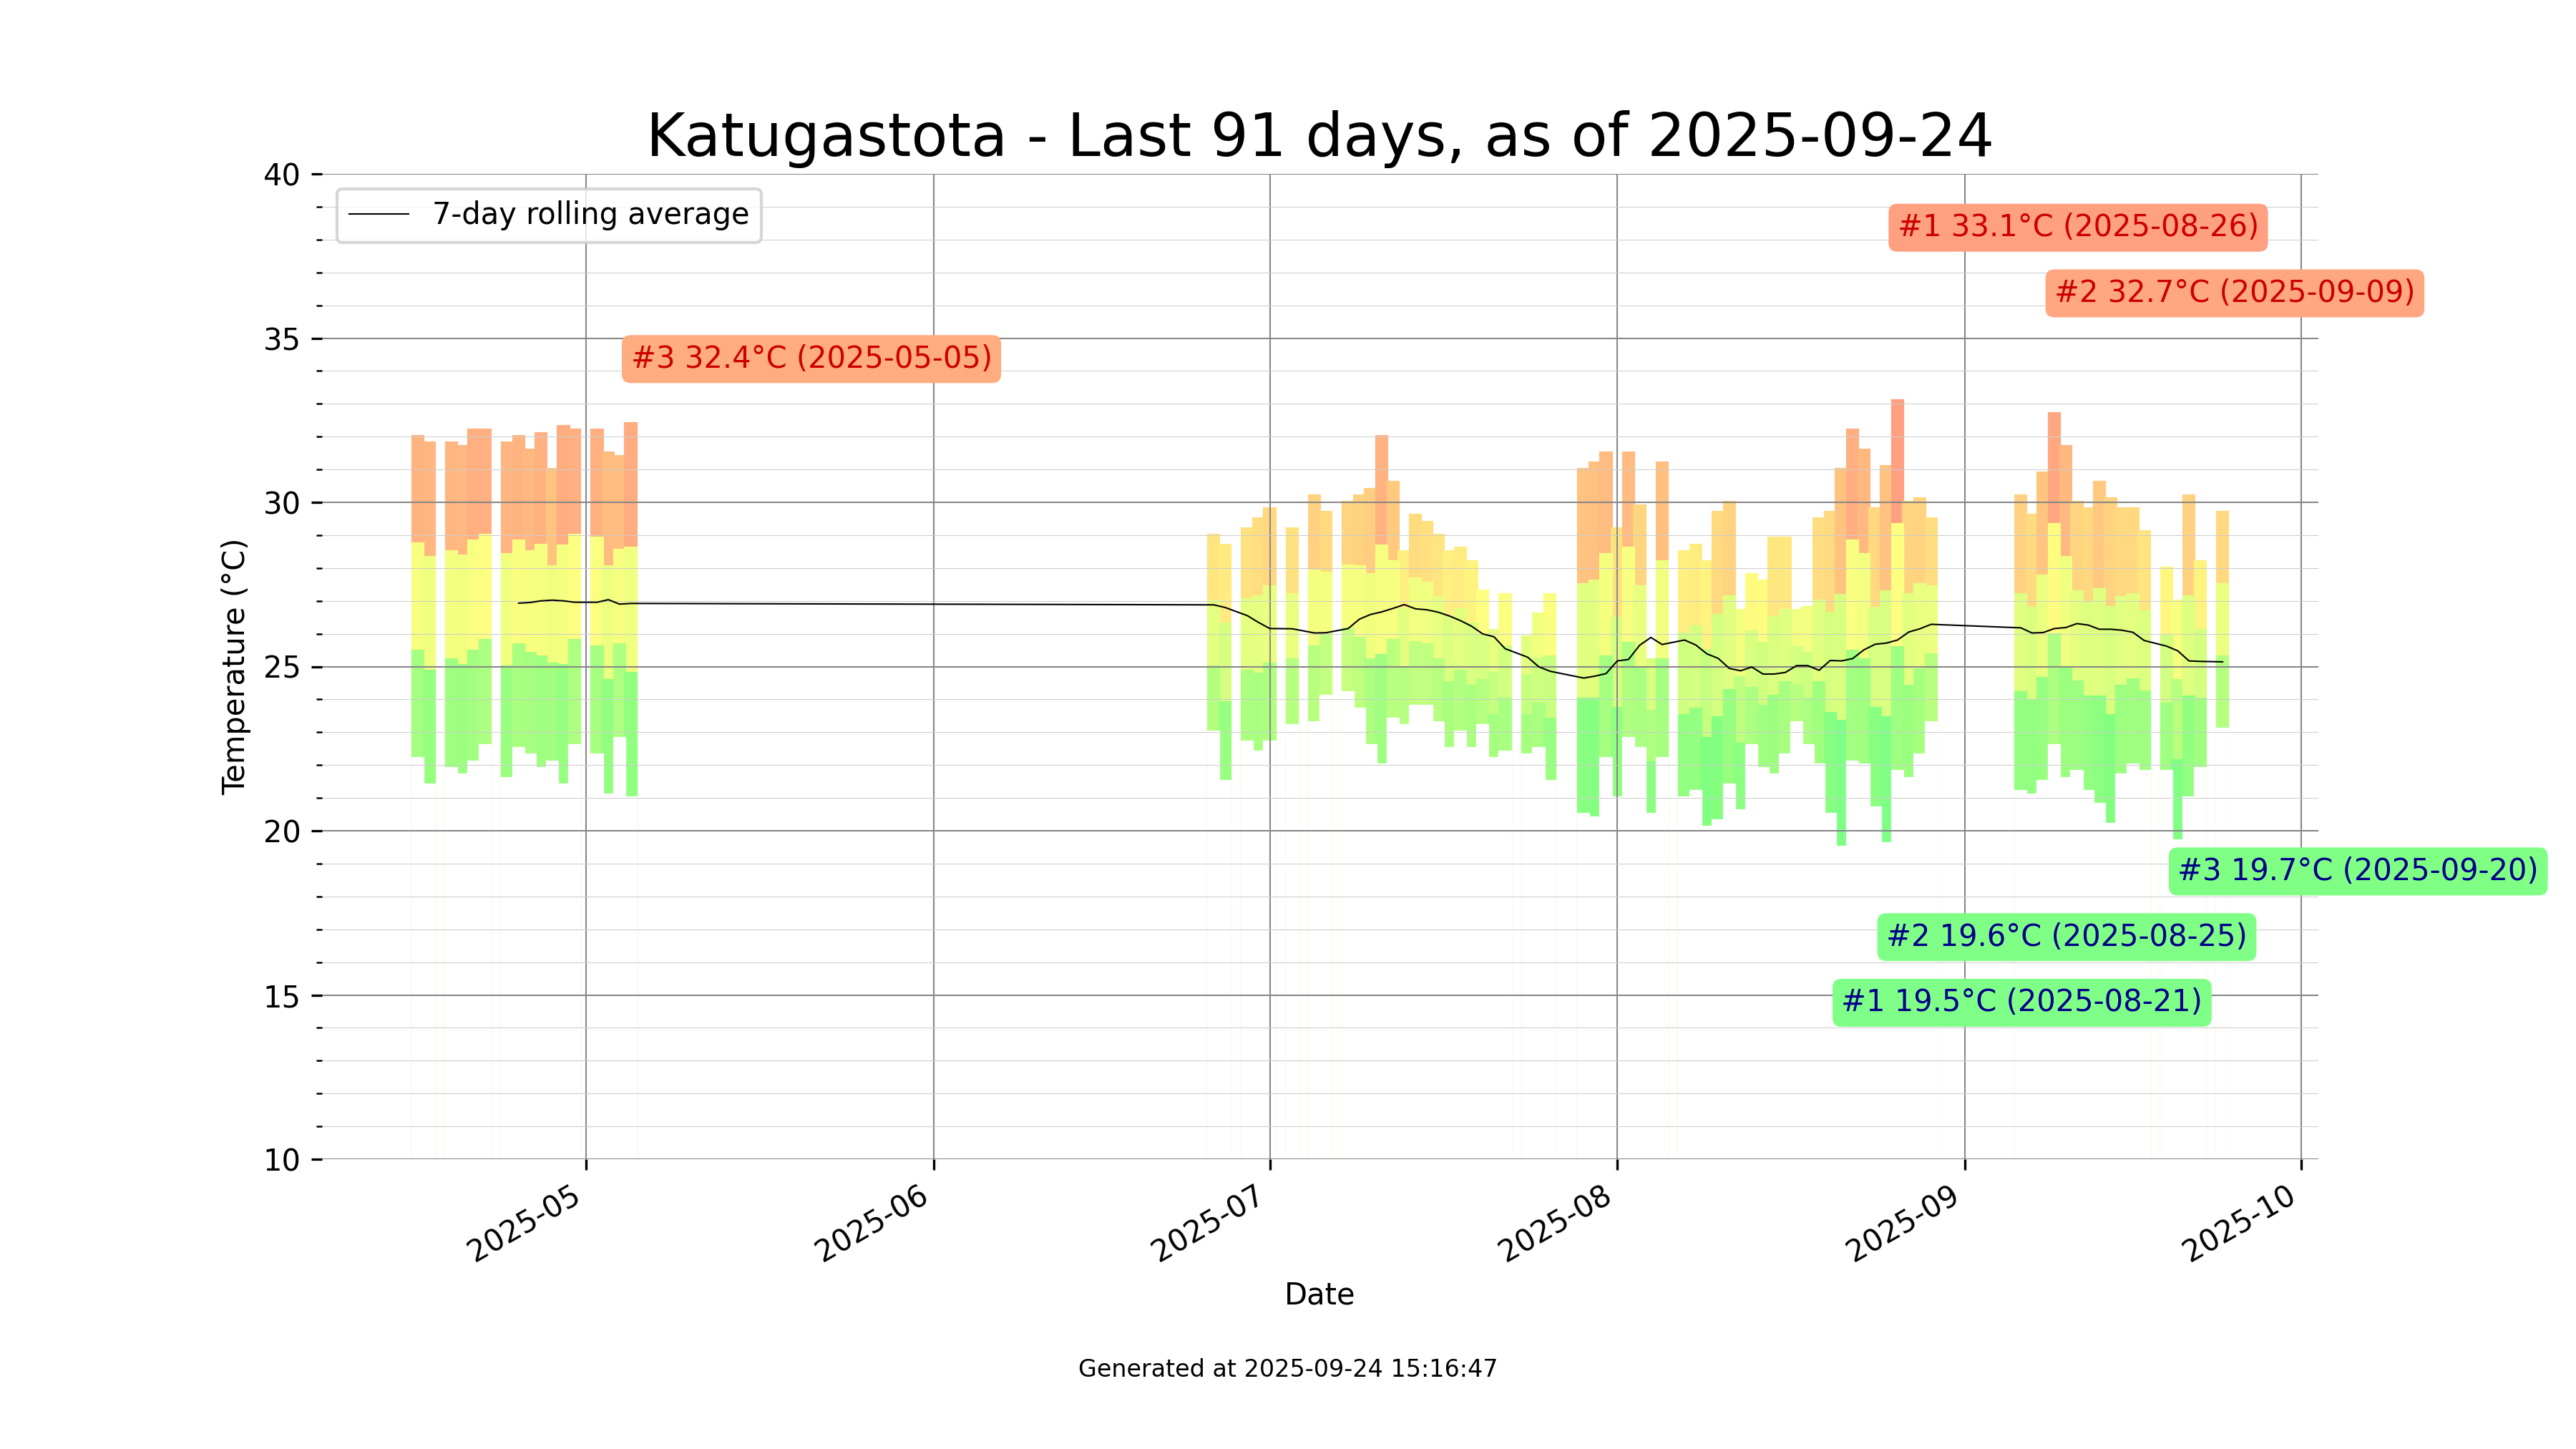 Katugastota - Last 91 days, as of 2025-09-24
7-day rolling average
#1 33.1°C (2025-08-26)
#2 32.7°C (2025-09-09)
#3 32.4°C (2025-05-05)
#3 19.7°C (2025-09-20)
#2 19.6°C (2025-08-25)
#1 19.5°C (2025-08-21)
Temperature (°C)
40
35
30
25
20
15
10
2025-05
2025-06
2025-07
2025-08
2025-09
2025-10
Date
Generated at 2025-09-24 15:16:47